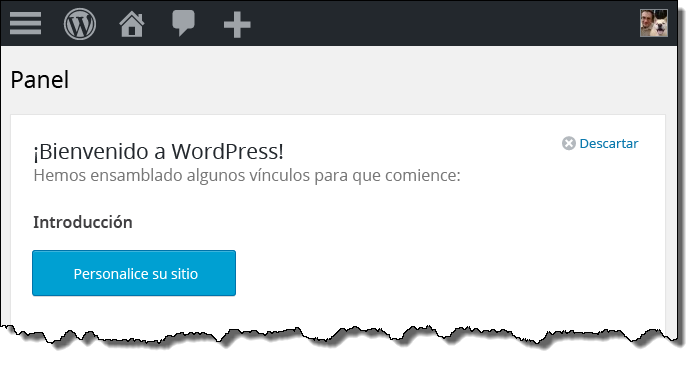 Panel
¡Bienvenido a WordPress!
Descartar
Hemos ensamblado algunos vínculos para que comience:
Introducción
Personalice su sitio